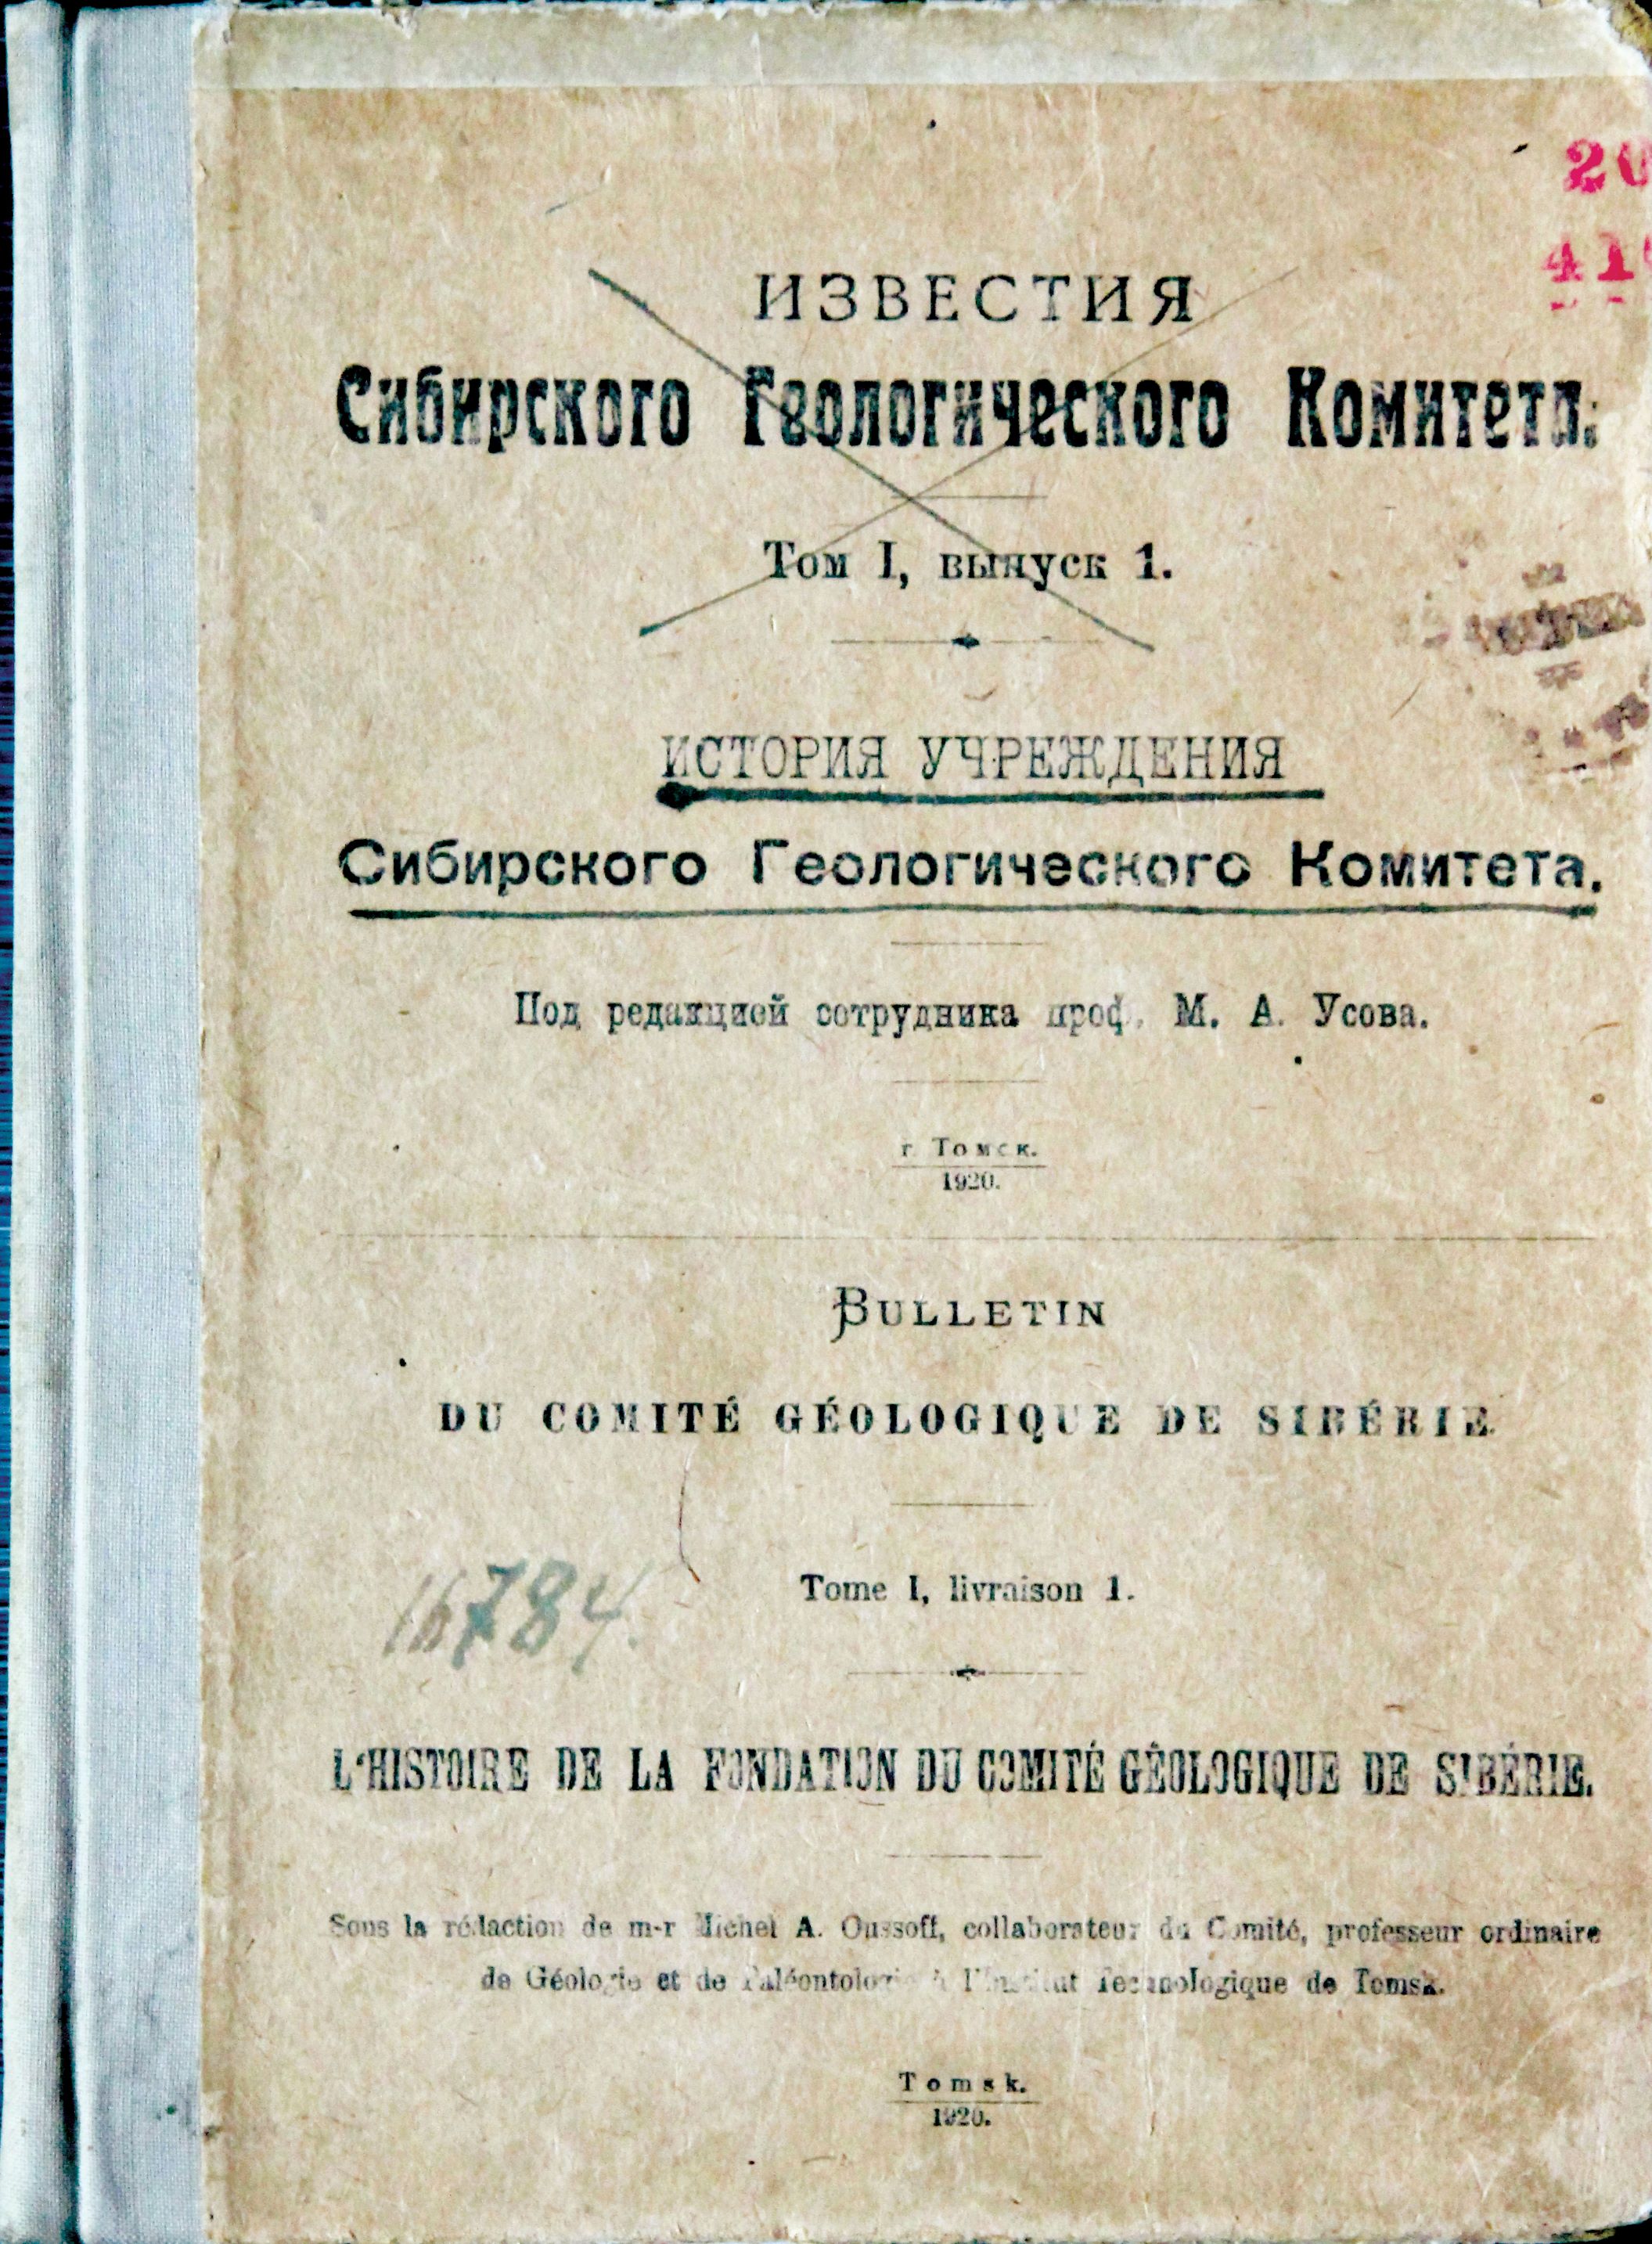 20
41
ИЗВЕСТИЯ
Сибирского Геологического Комитета.
Том I, выпуск 1.
ИСТОРИЯ УЧРЕЖДЕНИЯ
Сибирского Геологического Комитета.
Под редакцией сотрудника проф. М. А. Усова.
г. Томск.
1920.
BULLETIN
DU COMITÉ GÉOLOGIQUE DE SIBÉRIE.
Tome I, livraison 1.
16784.
L'HISTOIRE DE LA FONDATION DU COMITÉ GÉOLOGIQUE DE SIBÉRIE.
Sous la rédaction de m-r Michel A. Oussoff, collaborateur du Comité, professeur ordinaire
de Géologie et de Paléontologie à l'Institut Technologique de Tomsk.
Tomsk.
1920.